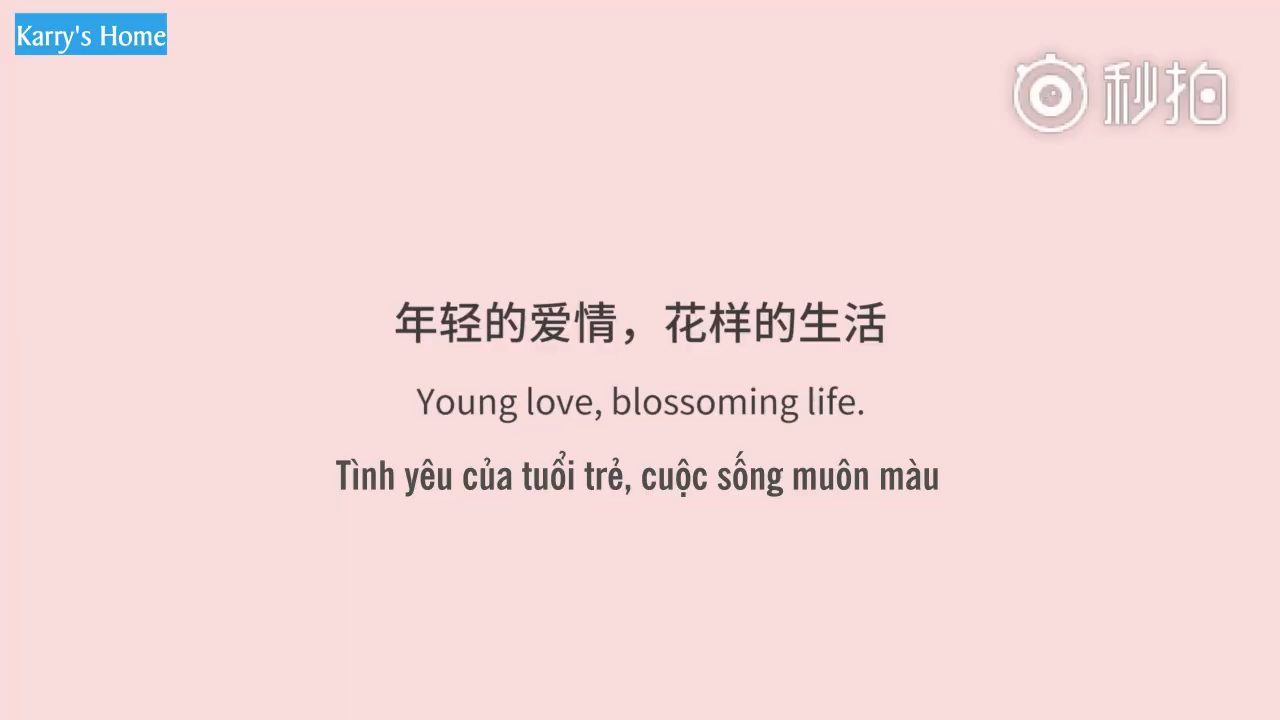 Karry's Home
秒拍
年轻的爱情，花样的生活
Young love, blossoming life.
Tình yêu của tuổi trẻ, cuộc sống muôn màu